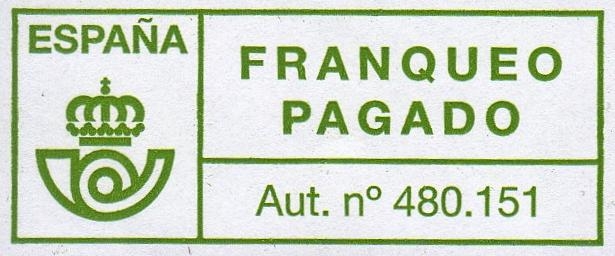 ESPAÑA
FRANQUEO
PAGADO
Aut. nº 480.151